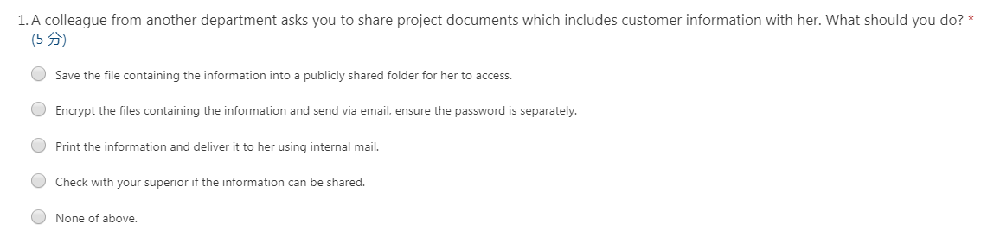 1. A colleague from another department asks you to share project documents which includes customer information with her. What should you do? *
(5 分)
Save the file containing the information into a publicly shared folder for her to access.
Encrypt the files containing the information and send via email, ensure the password is separately.
Print the information and deliver it to her using internal mail.
Check with your superior if the information can be shared.
None of above.